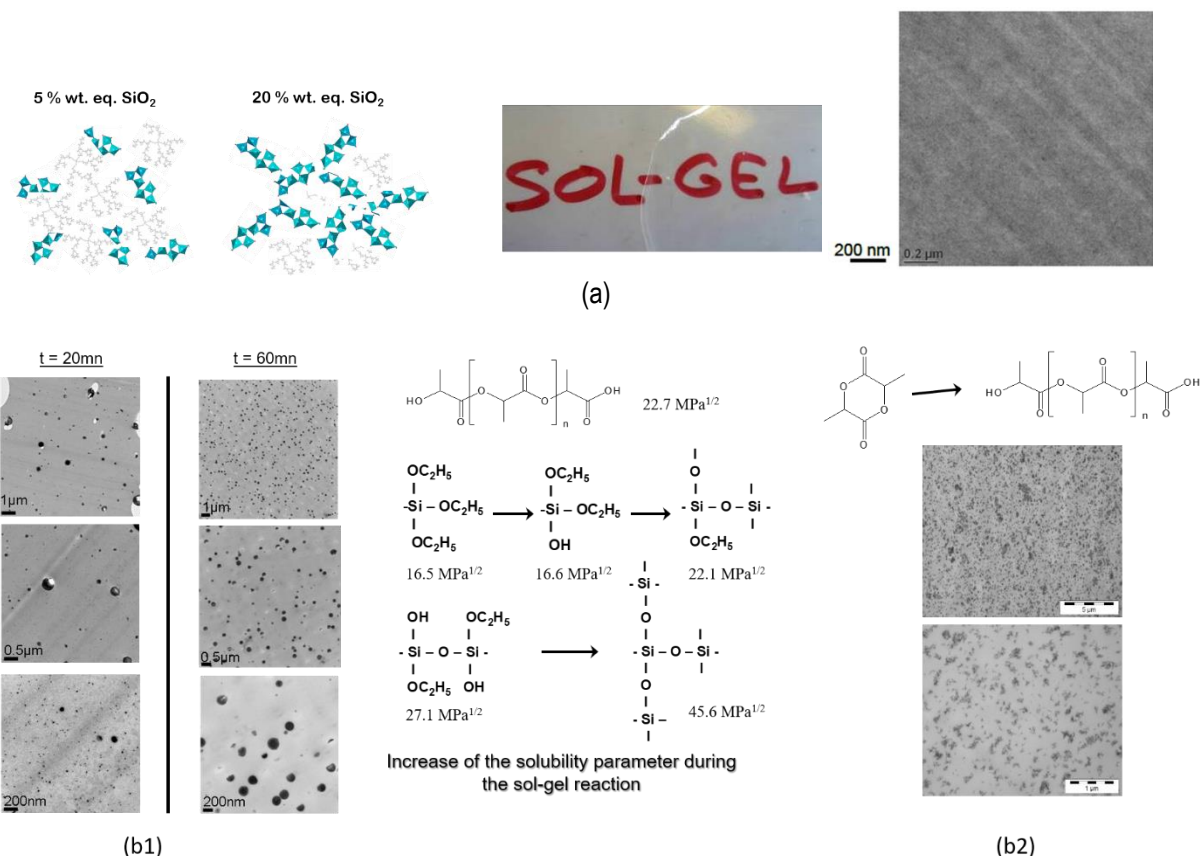 5 % wt. eq. SiO2
20 % wt. eq. SiO2
SOL-GEL
200 nm
0.2 µm
(a)
t = 20mn
t = 60mn
1µm
1µm
0.5µm
0.5µm
200nm
200nm
(b1)
HO
O
O
O
O
n
O
OH
22.7 MPa1/2
OC2H5
-Si – OC2H5
OC2H5
16.5 MPa1/2
OC2H5
-Si – OC2H5
OH
16.6 MPa1/2
O
- Si – O – Si -
OC2H5
22.1 MPa1/2
OH
OC2H5
- Si – O – Si -
OC2H5
OH
27.1 MPa1/2
- Si -
O
- Si – O – Si -
O
- Si –
45.6 MPa1/2
Increase of the solubility parameter during
the sol-gel reaction
O
O
O
O
HO
O
O
O
O
n
O
OH
5 µm
1 µm
(b2)